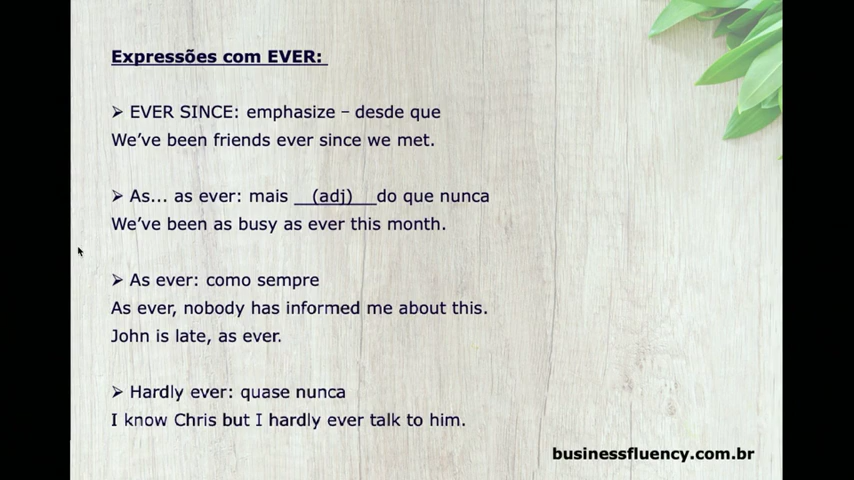 Expressões com EVER:
➢ EVER SINCE: emphasize – desde que
We’ve been friends ever since we met.
➢ As... as ever: mais __(adj)___do que nunca
We’ve been as busy as ever this month.
➢ As ever: como sempre
As ever, nobody has informed me about this.
John is late, as ever.
➢ Hardly ever: quase nunca
I know Chris but I hardly ever talk to him.
businessfluency.com.br